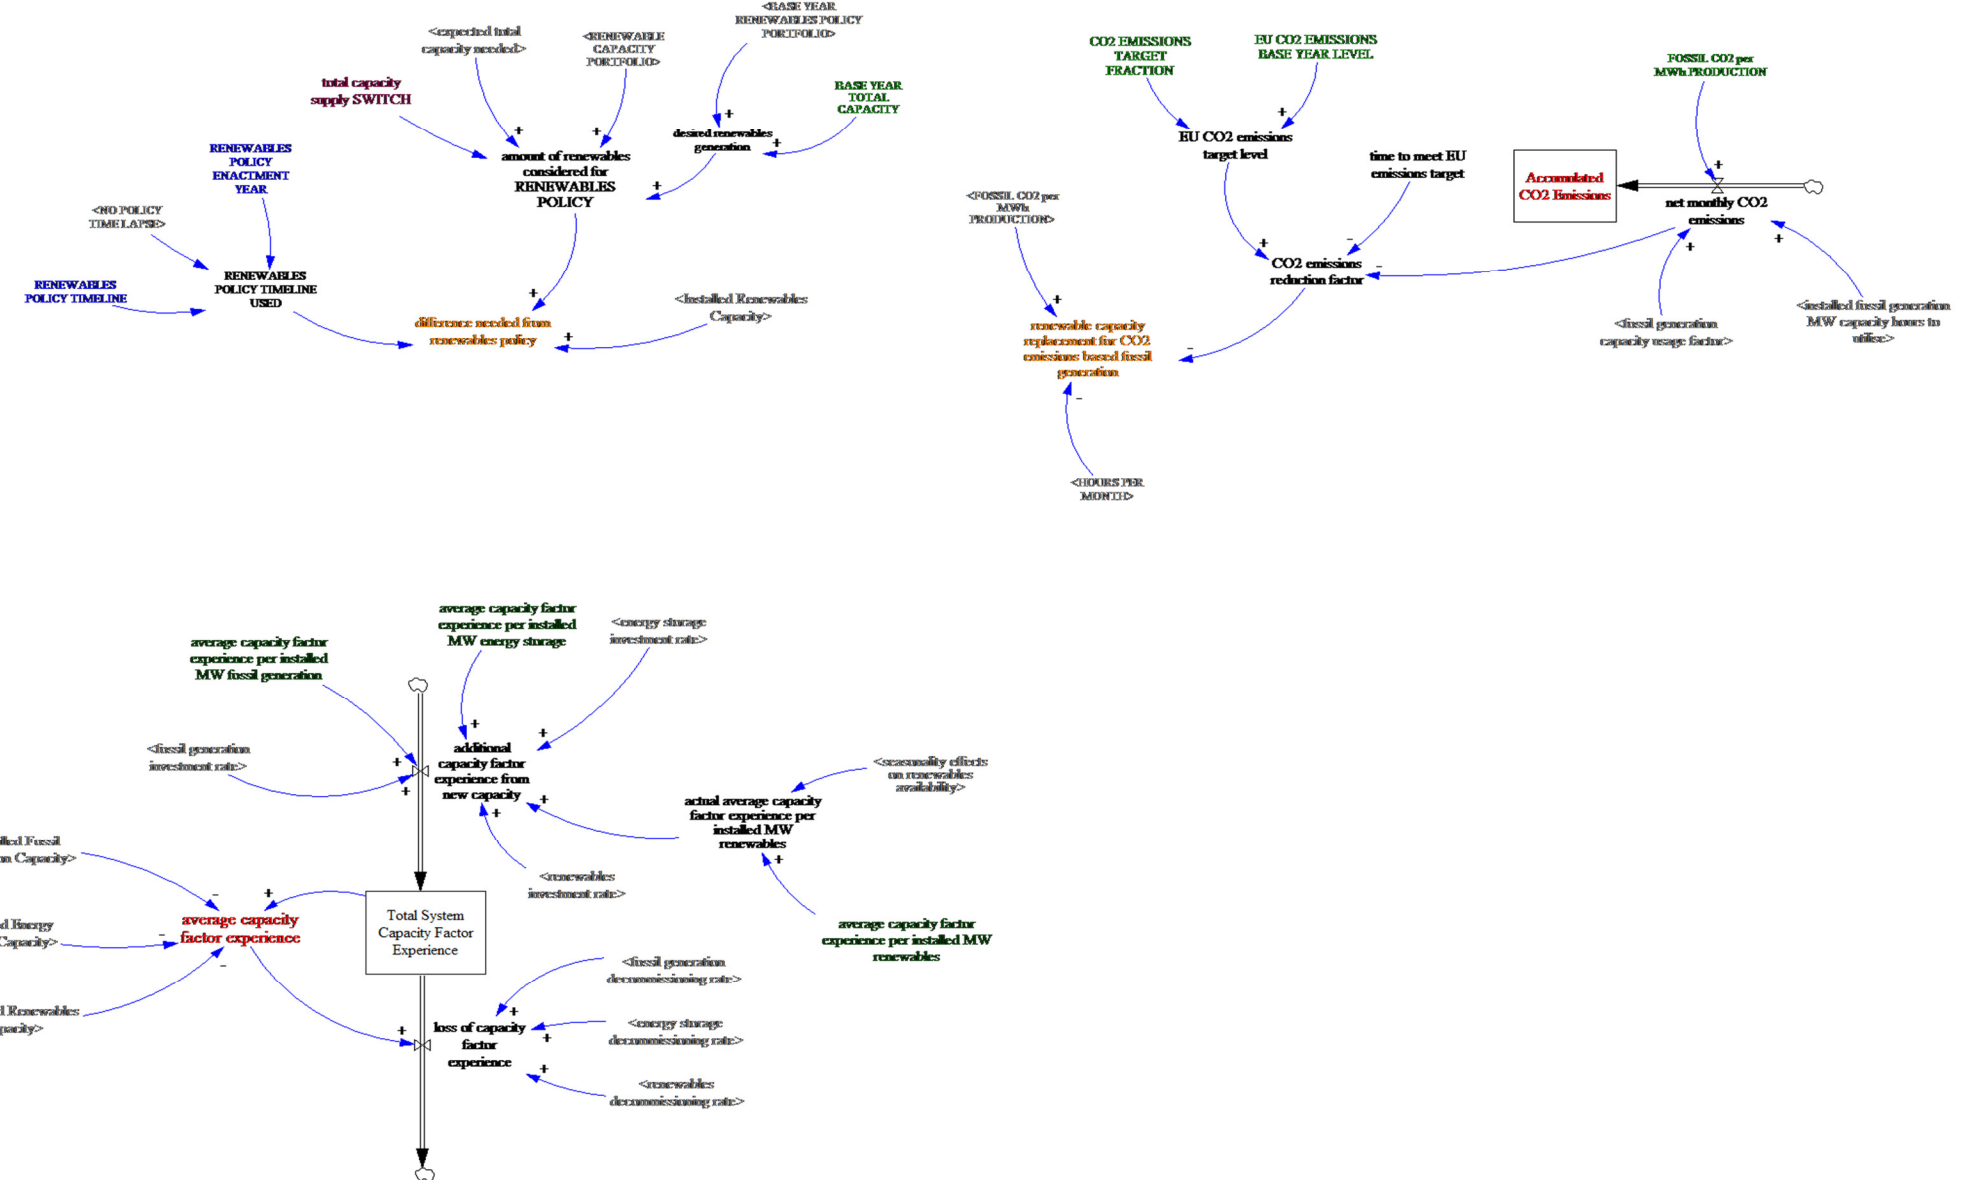 <BASE YEAR
RENEWABLES POLICY
PORTFOLIO>
<expected total
capacity needed>
<RENEWABLE
CAPACITY
PORTFOLIO>
total capacity
supply SWITCH
BASE YEAR
TOTAL
CAPACITY
desired renewables
generation
amount of renewables
considered for
RENEWABLES
POLICY
RENEWABLES
POLICY
ENACTMENT
YEAR
<NO POLICY
TIME LAPSE>
RENEWABLES
POLICY TIMELINE
RENEWABLES
POLICY TIMELINE
USED
difference needed from
renewables policy
<Installed Renewables
Capacity>
CO2 EMISSIONS
TARGET
FRACTION
EU CO2 EMISSIONS
BASE YEAR LEVEL
FOSSIL CO2 per
MWh PRODUCTION
EU CO2 emissions
target level
time to meet EU
emissions target
Accumulated
CO2 Emissions
net monthly CO2
emissions
<FOSSIL CO2 per
MWh
PRODUCTION>
CO2 emissions
reduction factor
<fossil generation
capacity usage factor>
<installed fossil generation
MW capacity hours to
utilise>
renewable capacity
replacement for CO2
emissions based fossil
generation
<HOURS PER
MONTH>
average capacity factor
experience per installed
MW energy storage
<energy storage
investment rate>
average capacity factor
experience per installed
MW fossil generation
<fossil generation
investment rate>
additional
capacity factor
experience from
new capacity
<seasonality effects
on renewables
availability>
actual average capacity
factor experience per
installed MW
renewables
<renewables
investment rate>
average capacity factor
experience per installed MW
renewables
lled Fossil
on Capacity>
d Energy
Capacity>
d Renewables
pacity>
average capacity
factor experience
Total System
Capacity Factor
Experience
<fossil generation
decommissioning rate>
loss of capacity
factor
experience
<energy storage
decommissioning rate>
<renewables
decommissioning rate>